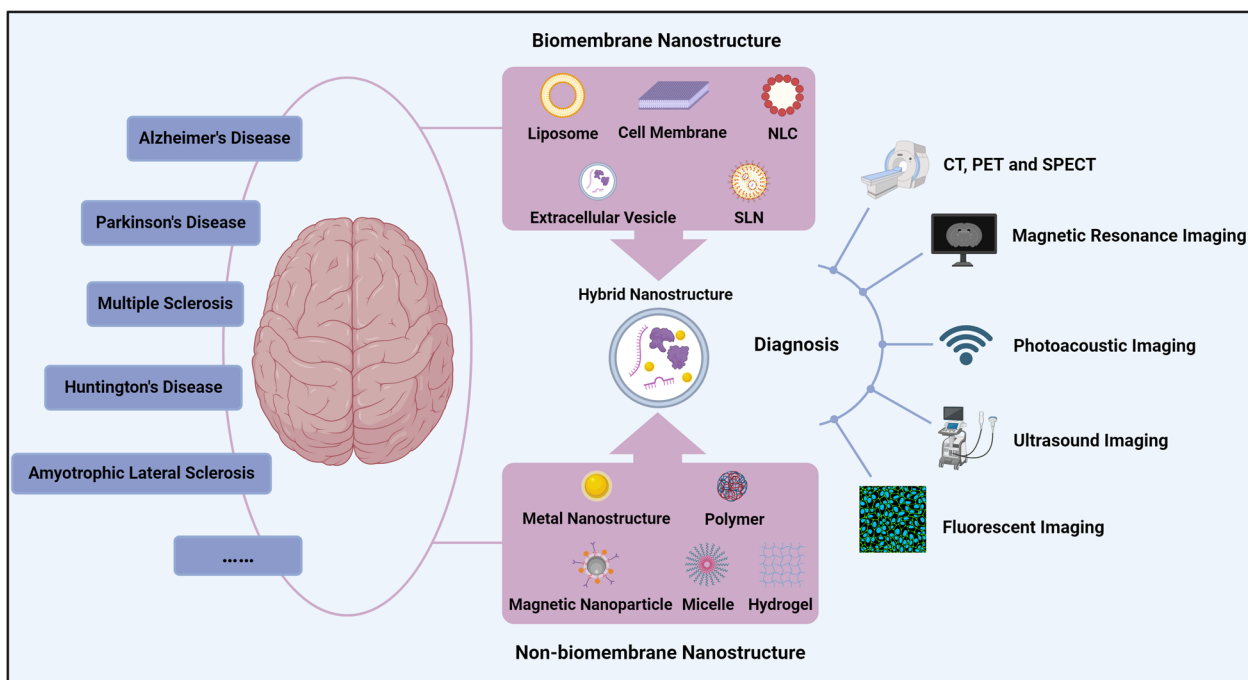 Biomembrane Nanostructure
Alzheimer's Disease
Parkinson's Disease
Multiple Sclerosis
Huntington's Disease
Amyotrophic Lateral Sclerosis
......
Liposome
Cell Membrane
NLC
Extracellular Vesicle
SLN
Hybrid Nanostructure
Metal Nanostructure
Polymer
Magnetic Nanoparticle
Micelle
Hydrogel
Non-biomembrane Nanostructure
Diagnosis
CT, PET and SPECT
Magnetic Resonance Imaging
Photoacoustic Imaging
Ultrasound Imaging
Fluorescent Imaging